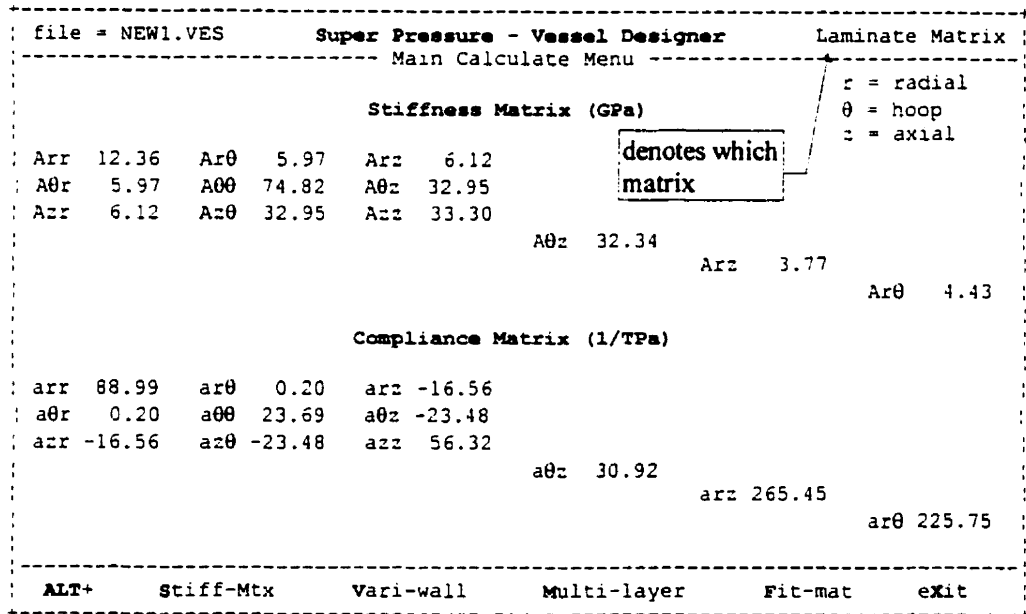 file = NEW1.VES Super Pressure - Vessel Designer Laminate Matrix
Main Calculate Menu
r = radial
Stiffness Matrix (GPa) θ = hoop
z = axial
denotes which
matrix
Arr 12.36 Arθ 5.97 Arz 6.12
Aθr 5.97 Aθθ 74.82 Aθz 32.95
Azr 6.12 Azθ 32.95 Azz 33.30
Aθz 32.34
Arz 3.77
Arθ 4.43
Compliance Matrix (1/TPa)
arr 88.99 arθ 0.20 arz -16.56
aθr 0.20 aθθ 23.69 aθz -23.48
azr -16.56 azθ -23.48 azz 56.32
aθz 30.92
arz 265.45
arθ 225.75
ALT+ Stiff-Mtx Vari-wall Multi-layer Fit-mat eXit